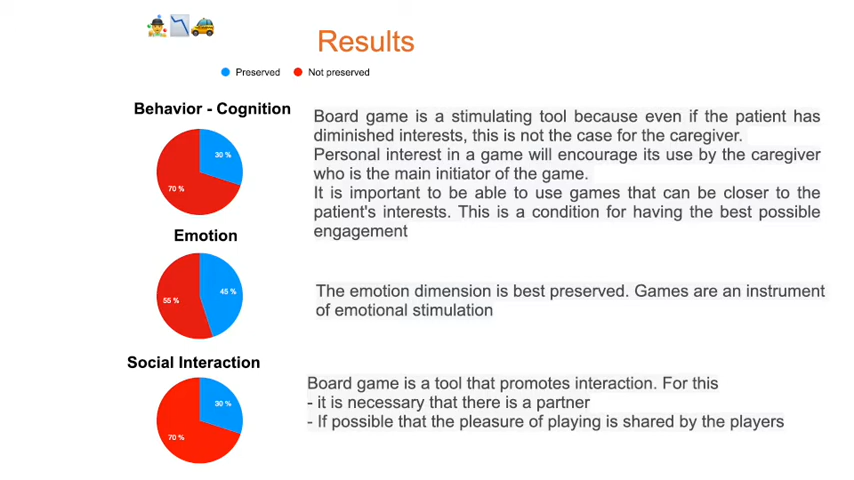 Results
Preserved Not preserved
Behavior - Cognition
30 %
70 %
Board game is a stimulating tool because even if the patient has
diminished interests, this is not the case for the caregiver.
Personal interest in a game will encourage its use by the caregiver
who is the main initiator of the game.
It is important to be able to use games that can be closer to the
patient's interests. This is a condition for having the best possible
engagement
Emotion
45 %
55 %
The emotion dimension is best preserved. Games are an instrument
of emotional stimulation
Social Interaction
30 %
70 %
Board game is a tool that promotes interaction. For this
- it is necessary that there is a partner
- If possible that the pleasure of playing is shared by the players